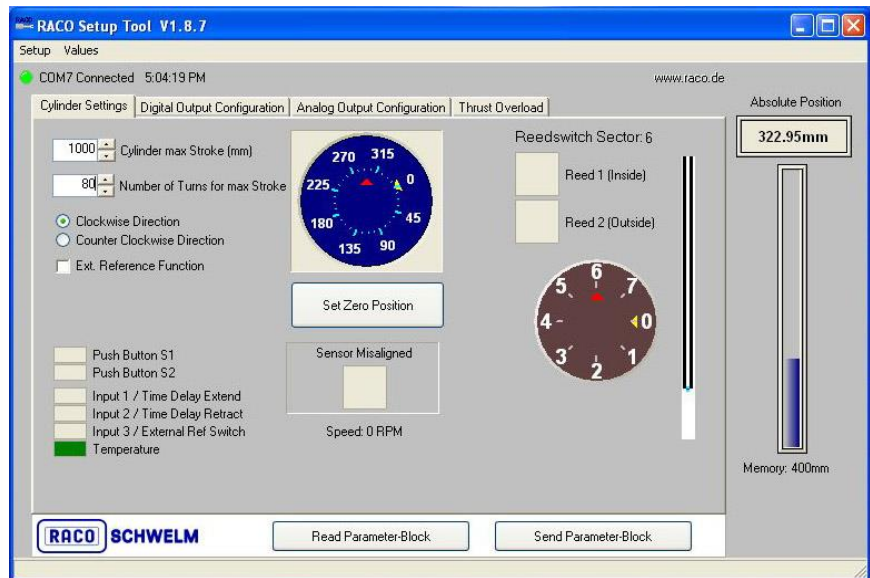 RACO Setup Tool V1.8.7
Setup Values
COM7 Connected 5:04:19 PM
www.raco.de
Cylinder Settings
Digital Output Configuration
Analog Output Configuration
Thrust Overload
Absolute Position
322.95mm
1000 Cylinder max Stroke (mm)
80 Number of Turns for max Stroke
Clockwise Direction
Counter Clockwise Direction
Ext. Reference Function
270 315
225 0
180 45
135 90
Set Zero Position
Reedswitch Sector: 6
Reed 1 (Inside)
Reed 2 (Outside)
5 6 7
4 0
3 2 1
Push Button S1
Push Button S2
Input 1 / Time Delay Extend
Input 2 / Time Delay Retract
Input 3 / External Ref Switch
Temperature
Sensor Misaligned
Speed: 0 RPM
Memory: 400mm
RACO SCHWELM
Read Parameter-Block
Send Parameter-Block